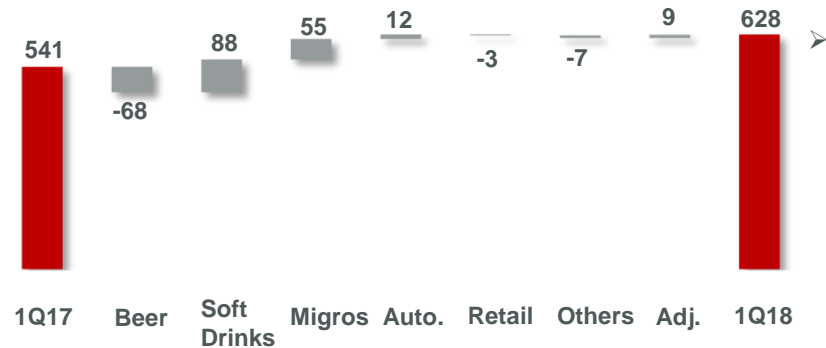 541
-68
88
55
12
-3
-7
9
628
➢
1Q17
Beer
Soft
Drinks
Migros
Auto.
Retail
Others
Adj.
1Q18